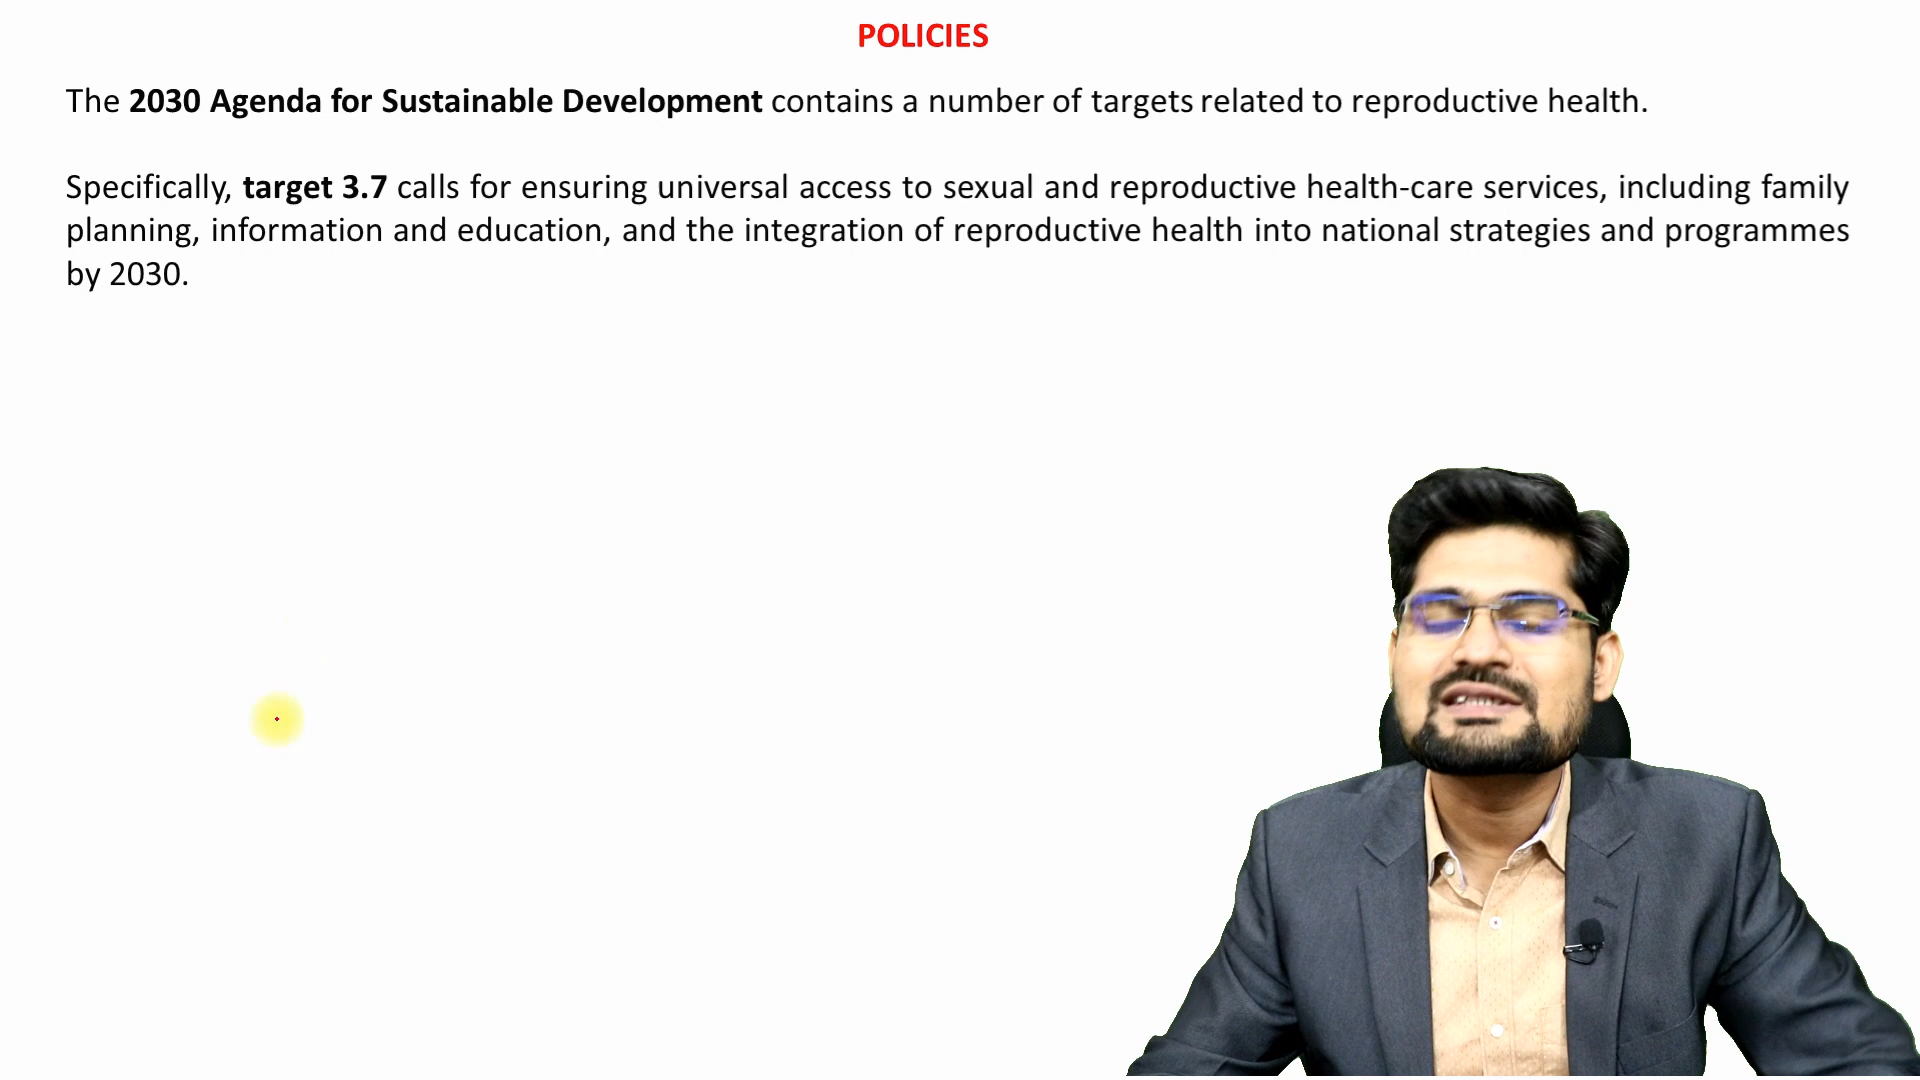 POLICIES
The 2030 Agenda for Sustainable Development contains a number of targets related to reproductive health.
Specifically, target 3.7 calls for ensuring universal access to sexual and reproductive health-care services, including family
planning, information and education, and the integration of reproductive health into national strategies and programmes
by 2030.